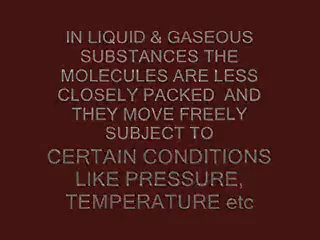 IN LIQUID & GASEOUS
SUBSTANCES THE
MOLECULES ARE LESS
CLOSELY PACKED AND
THEY MOVE FREELY
SUBJECT TO
CERTAIN CONDITIONS
LIKE PRESSURE,
TEMPERATURE etc